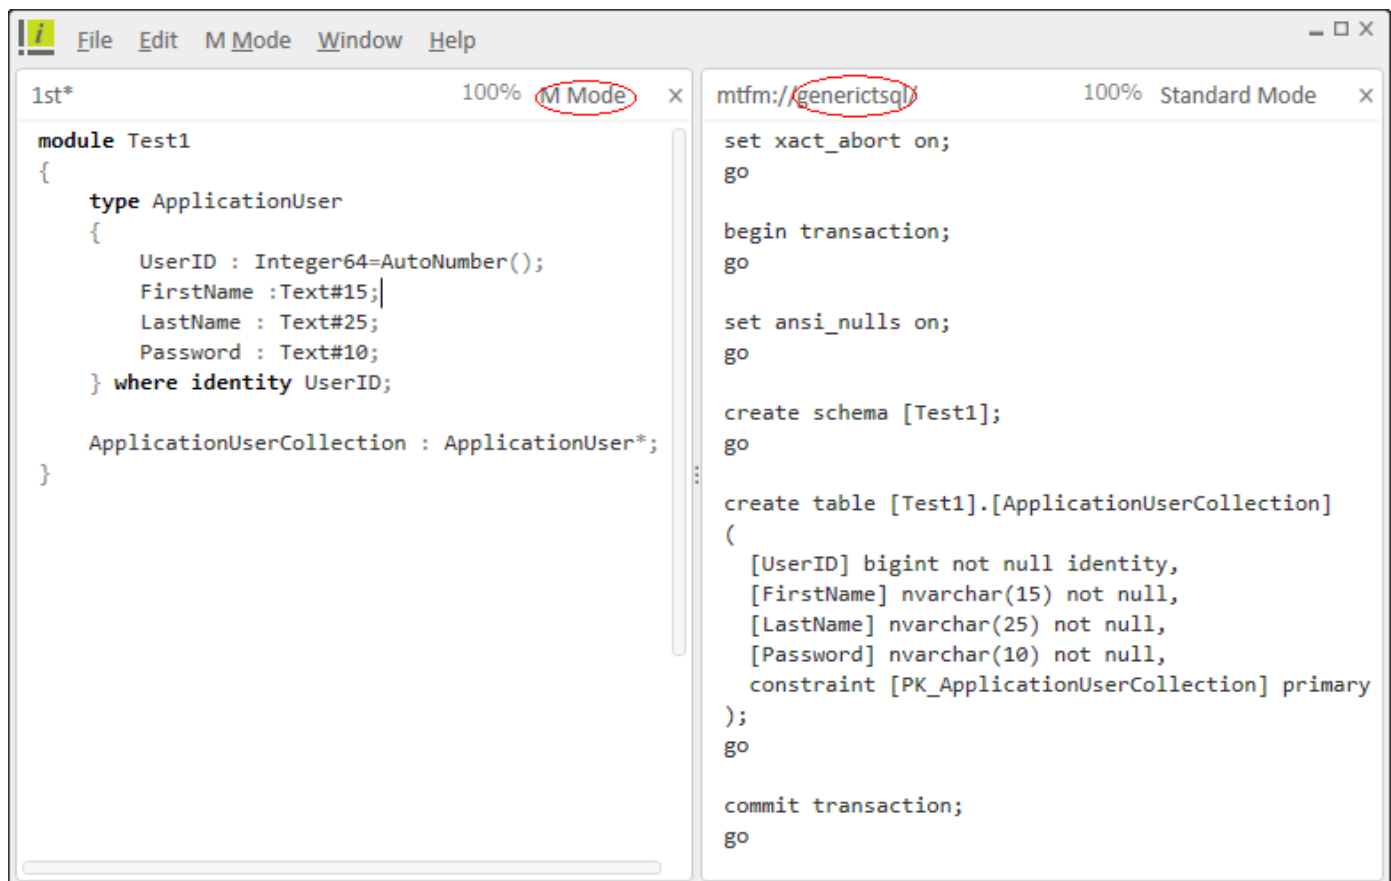 i File Edit M Mode Window Help
1st* 100% M Mode
module Test1
{
    type ApplicationUser
    {
        UserID : Integer64=AutoNumber();
        FirstName :Text#15;
        LastName : Text#25;
        Password : Text#10;
    } where identity UserID;

    ApplicationUserCollection : ApplicationUser*;
}
mtfm://generictsql/ 100% Standard Mode
set xact_abort on;
go

begin transaction;
go

set ansi_nulls on;
go

create schema [Test1];
go

create table [Test1].[ApplicationUserCollection]
(
  [UserID] bigint not null identity,
  [FirstName] nvarchar(15) not null,
  [LastName] nvarchar(25) not null,
  [Password] nvarchar(10) not null,
  constraint [PK_ApplicationUserCollection] primary
);
go

commit transaction;
go